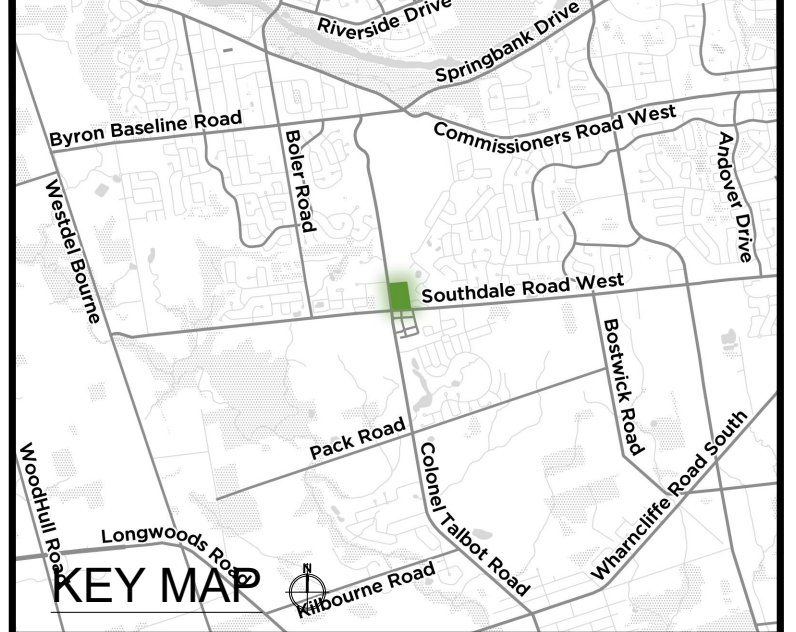 Riverside Drive
Springbank Drive
Byron Baseline Road
Commissioners Road West
Boler Road
Andover Drive
Westdel Bourne
Southdale Road West
Bostwick Road
Pack Road
Colonel Talbot Road
Wharncliffe Road South
WoodHull Road
Longwoods Road
KEY MAP
N
Kilbourne Road